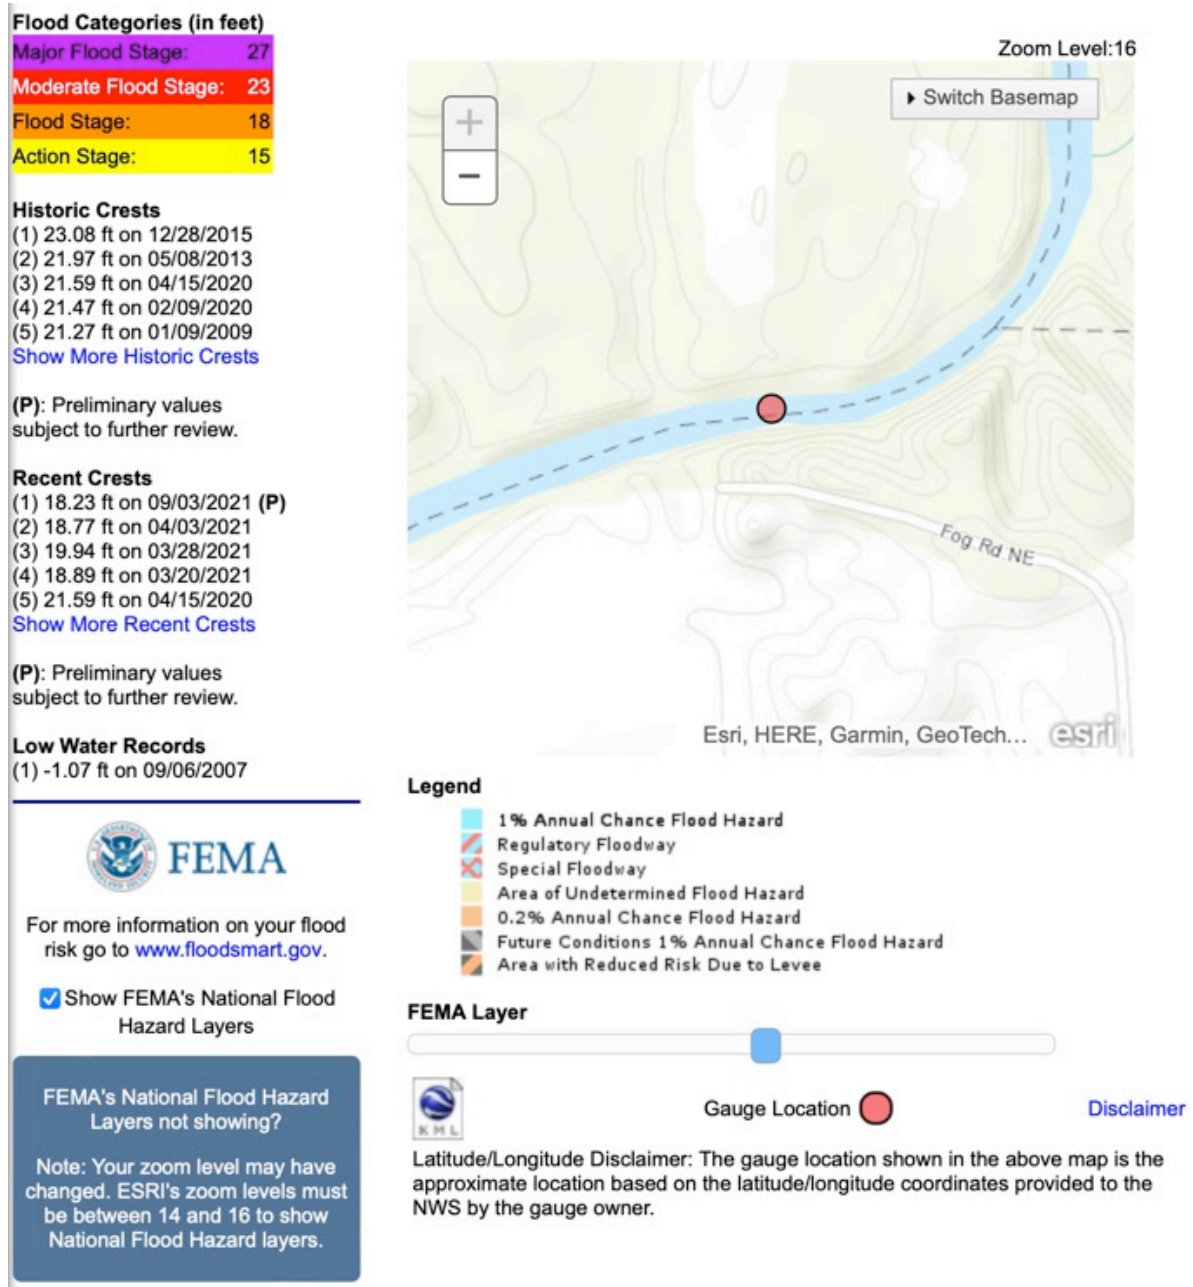 Flood Categories (in feet)
Major Flood Stage: 27
Moderate Flood Stage: 23
Flood Stage: 18
Action Stage: 15
Historic Crests
(1) 23.08 ft on 12/28/2015
(2) 21.97 ft on 05/08/2013
(3) 21.59 ft on 04/15/2020
(4) 21.47 ft on 02/09/2020
(5) 21.27 ft on 01/09/2009
Show More Historic Crests
(P): Preliminary values
subject to further review.
Recent Crests
(1) 18.23 ft on 09/03/2021 (P)
(2) 18.77 ft on 04/03/2021
(3) 19.94 ft on 03/28/2021
(4) 18.89 ft on 03/20/2021
(5) 21.59 ft on 04/15/2020
Show More Recent Crests
(P): Preliminary values
subject to further review.
Low Water Records
(1) -1.07 ft on 09/06/2007
FEMA
For more information on your flood
risk go to www.floodsmart.gov.
Show FEMA's National Flood
Hazard Layers
FEMA's National Flood Hazard
Layers not showing?
Note: Your zoom level may have
changed. ESRI's zoom levels must
be between 14 and 16 to show
National Flood Hazard layers.
Zoom Level:16
+
Switch Basemap
−
Fog Rd NE
Esri, HERE, Garmin, GeoTech... esri
Legend
1% Annual Chance Flood Hazard
Regulatory Floodway
Special Floodway
Area of Undetermined Flood Hazard
0.2% Annual Chance Flood Hazard
Future Conditions 1% Annual Chance Flood Hazard
Area with Reduced Risk Due to Levee
FEMA Layer
KML
Gauge Location
Disclaimer
Latitude/Longitude Disclaimer: The gauge location shown in the above map is the
approximate location based on the latitude/longitude coordinates provided to the
NWS by the gauge owner.